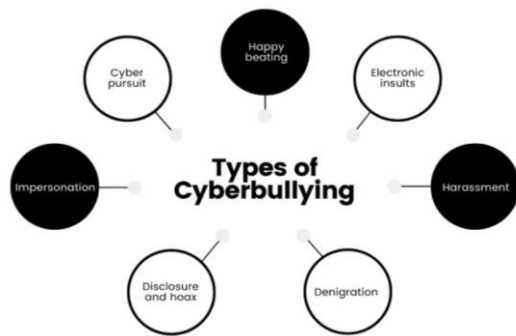 Happy
beating
Cyber
pursuit
Electronic
insults
Types of
Cyberbullying
Impersonation
Harassment
Disclosure
and hoax
Denigration